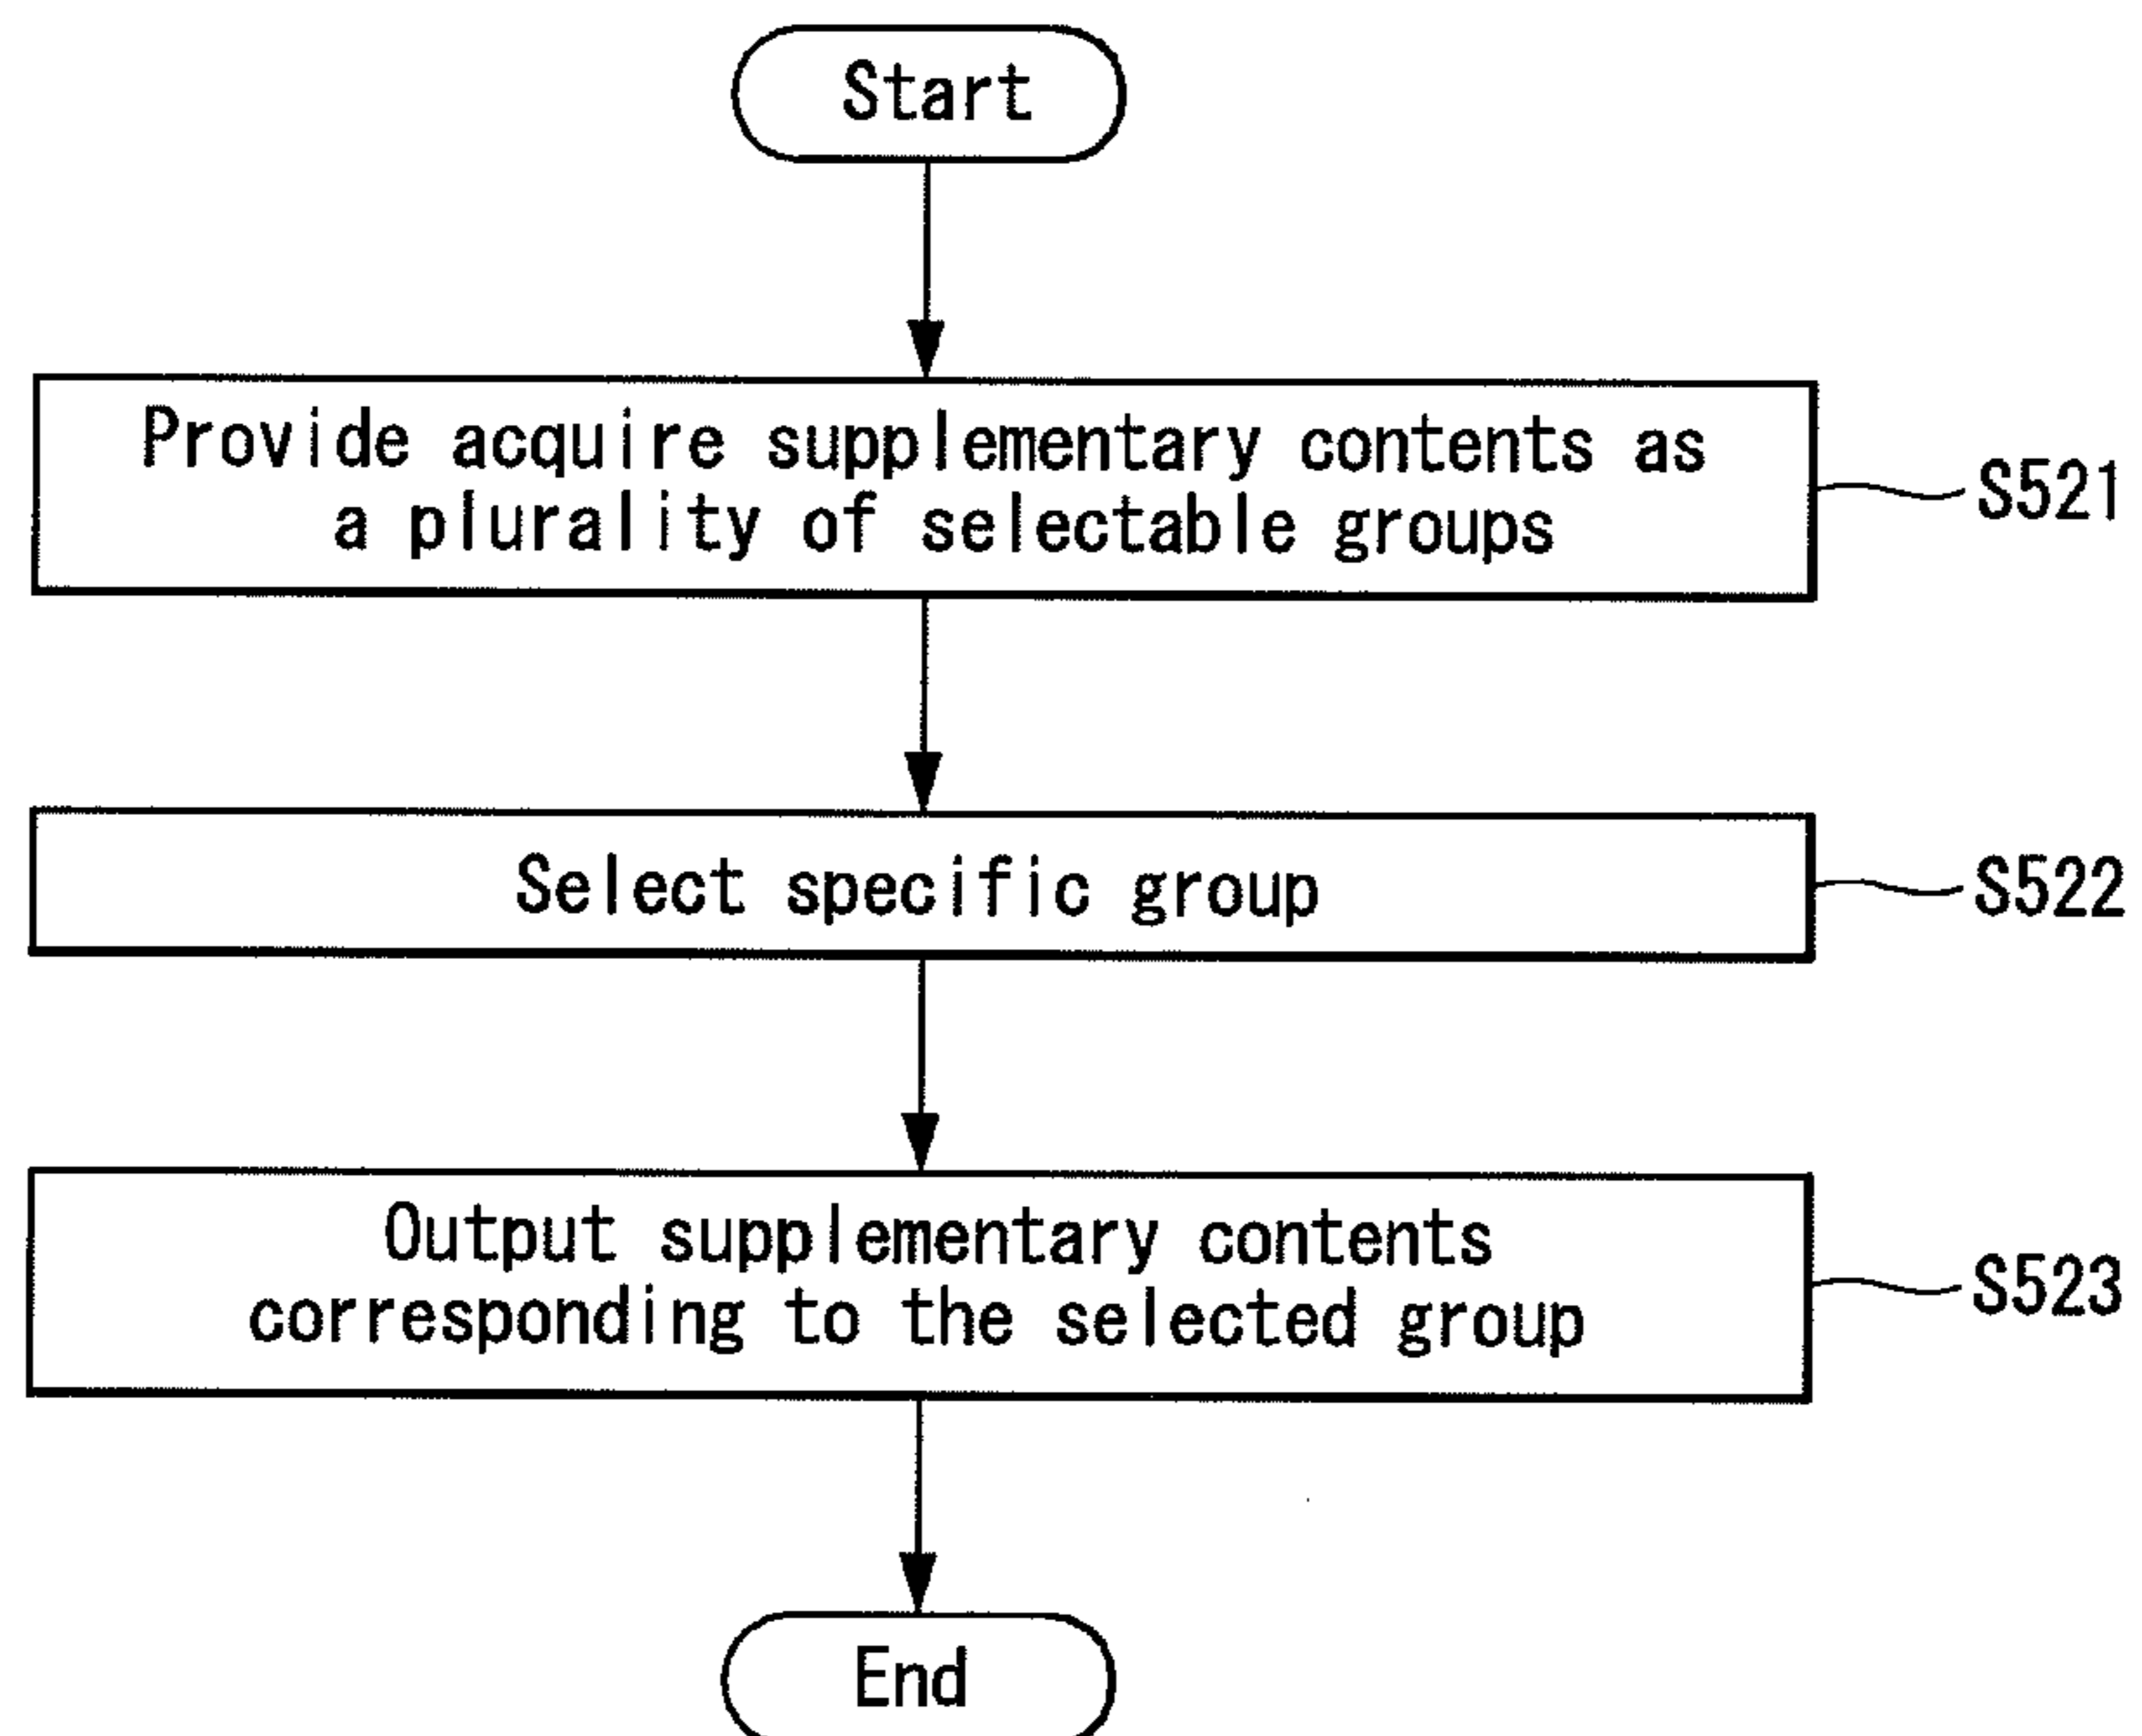 Start
Provide acquire supplementary contents as
a plurality of selectable groups
S521
Select specific group
S522
Output supplementary contents
corresponding to the selected group
S523
End